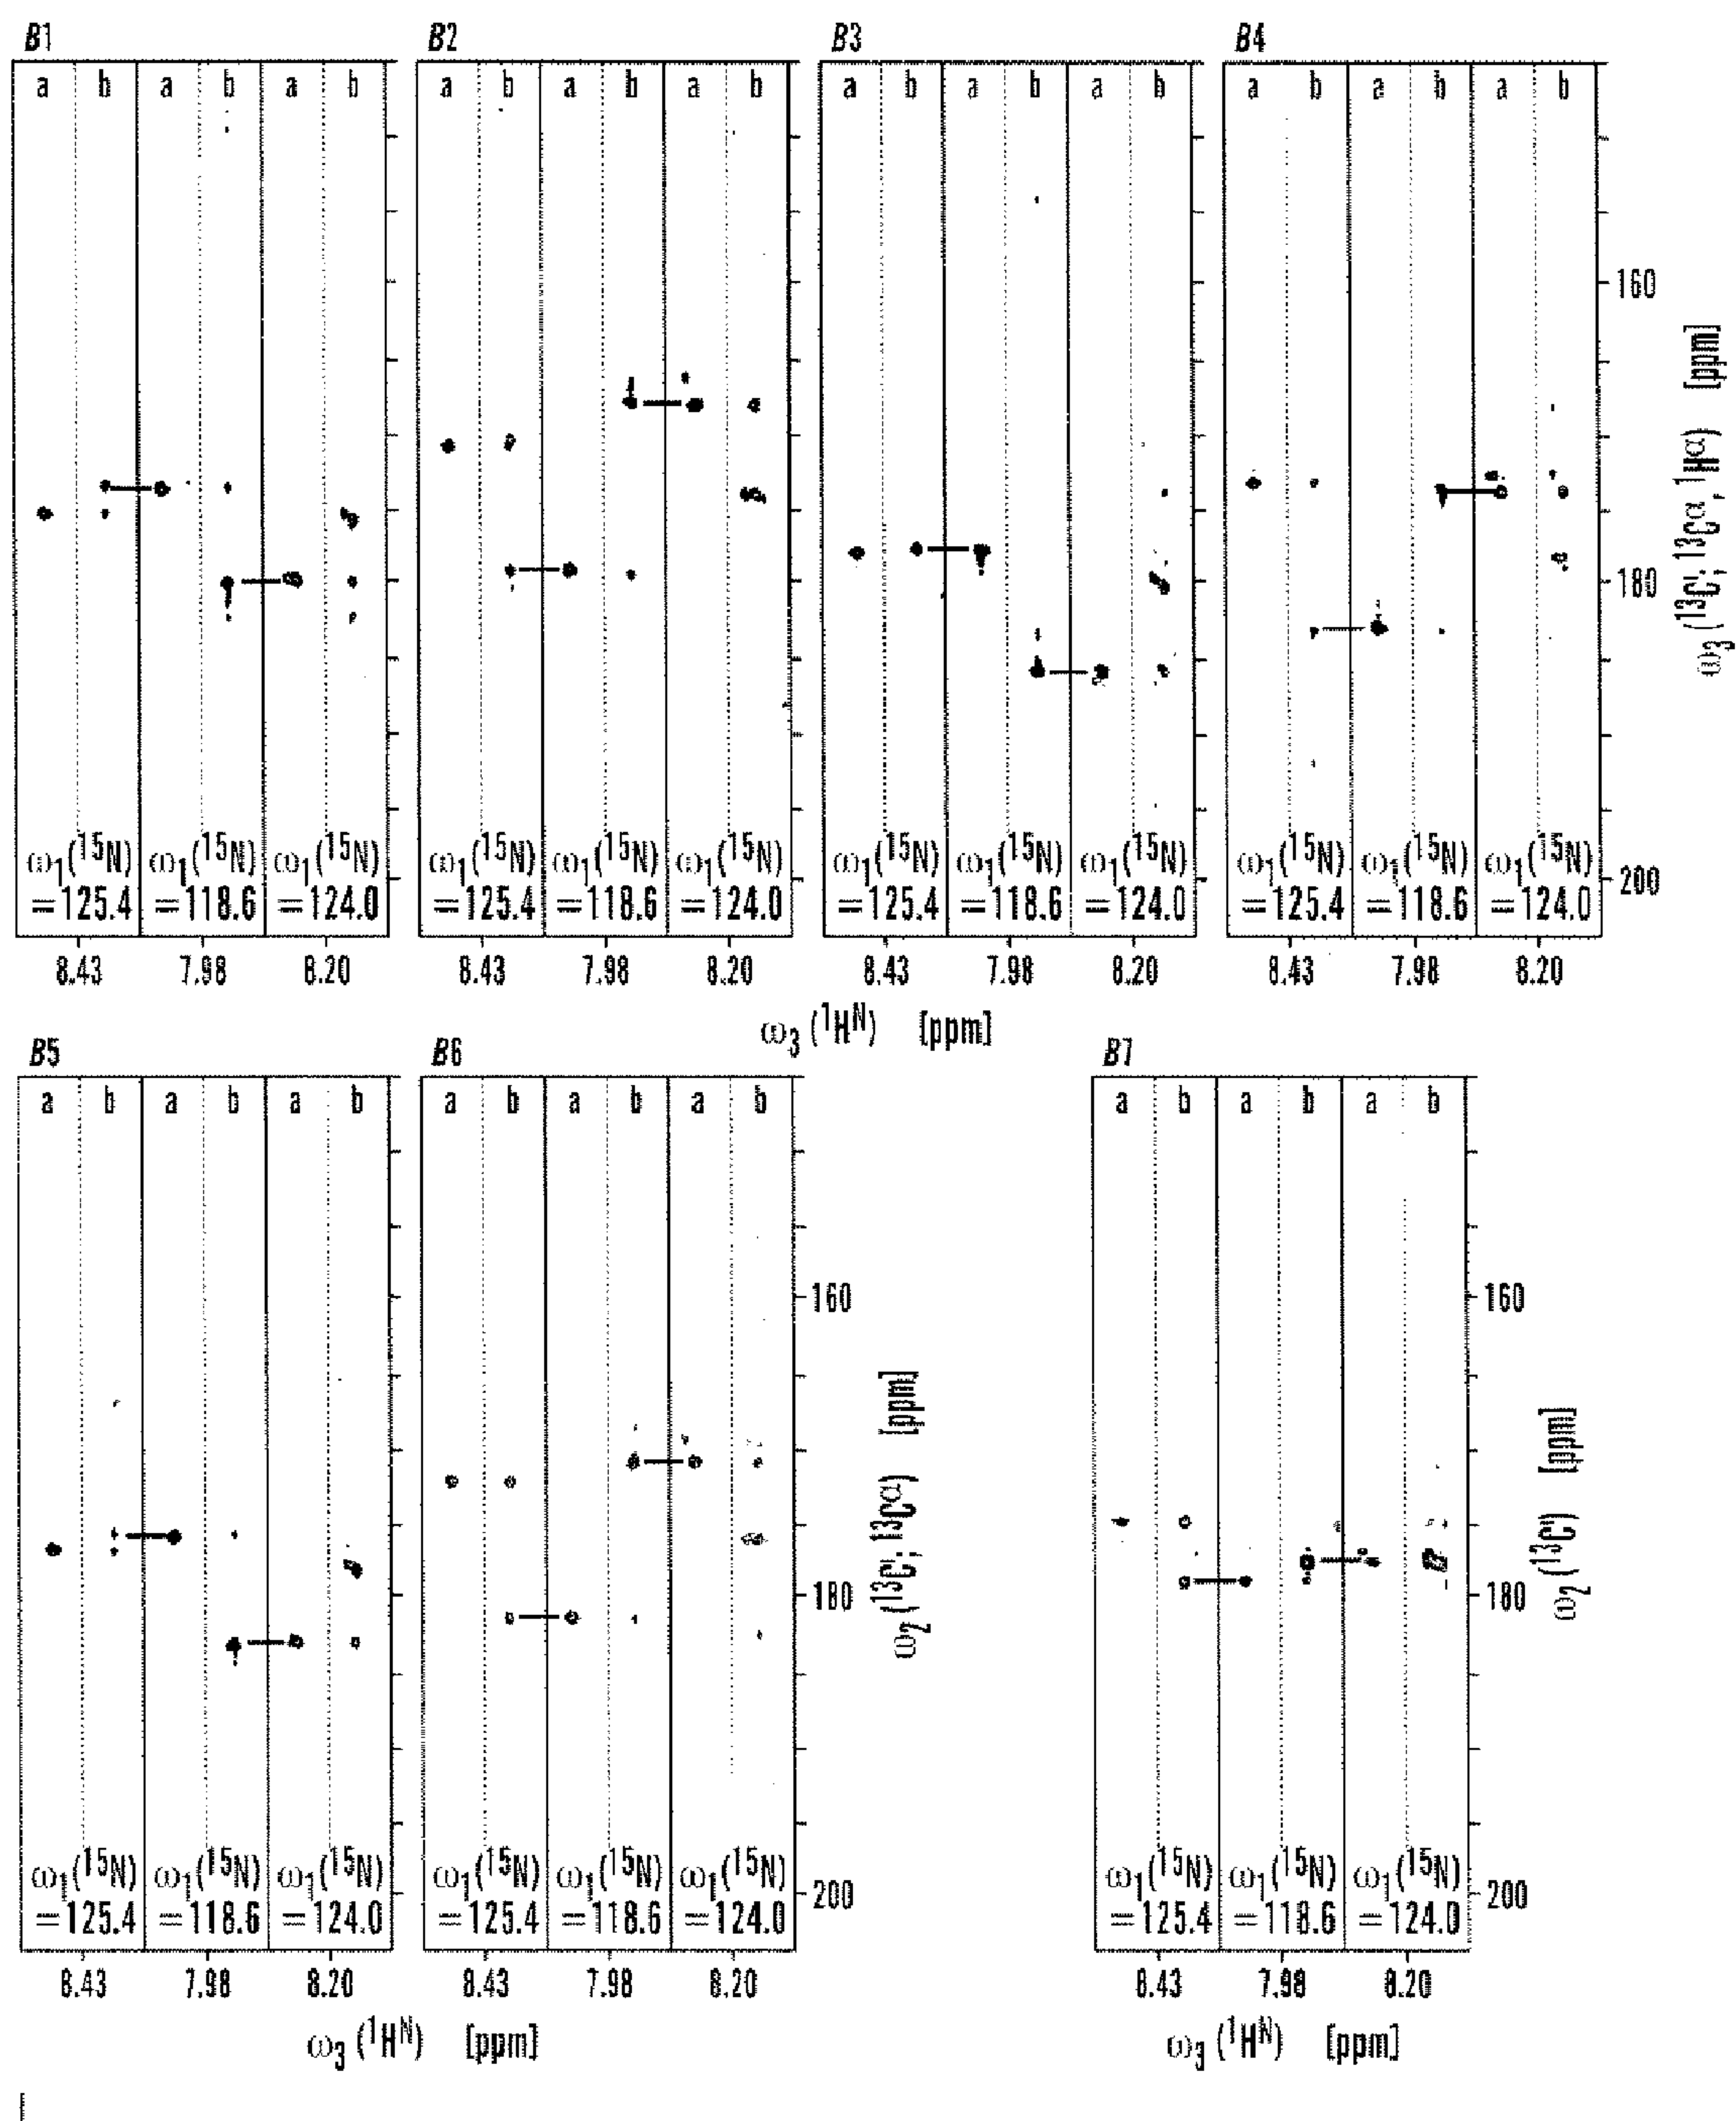 B1 B2 B3 B4
a b a b a b a b a b a b a b a b a b a b a b a b
160
180
200
ω3 (13C'; 13Cα, 1Hα) [ppm]
ω1(15N) ω1(15N) ω1(15N) ω1(15N) ω1(15N) ω1(15N) ω1(15N) ω1(15N) ω1(15N) ω1(15N) ω1(15N) ω1(15N)
=125.4 =118.6 =124.0 =125.4 =118.6 =124.0 =125.4 =118.6 =124.0 =125.4 =118.6 =124.0
8.43 7.98 8.20 8.43 7.98 8.20 8.43 7.98 8.20 8.43 7.98 8.20
ω3 (1HN) [ppm]
B5 B6 B7
a b a b a b a b a b a b a b a b a b
160 160
180 180
200 200
ω2 (13C'; 13Cα) [ppm]
ω2 (13C') [ppm]
ω1(15N) ω1(15N) ω1(15N) ω1(15N) ω1(15N) ω1(15N) ω1(15N) ω1(15N) ω1(15N)
=125.4 =118.6 =124.0 =125.4 =118.6 =124.0 =125.4 =118.6 =124.0
8.43 7.98 8.20 8.43 7.98 8.20 8.43 7.98 8.20
ω3 (1HN) [ppm] ω3 (1HN) [ppm]